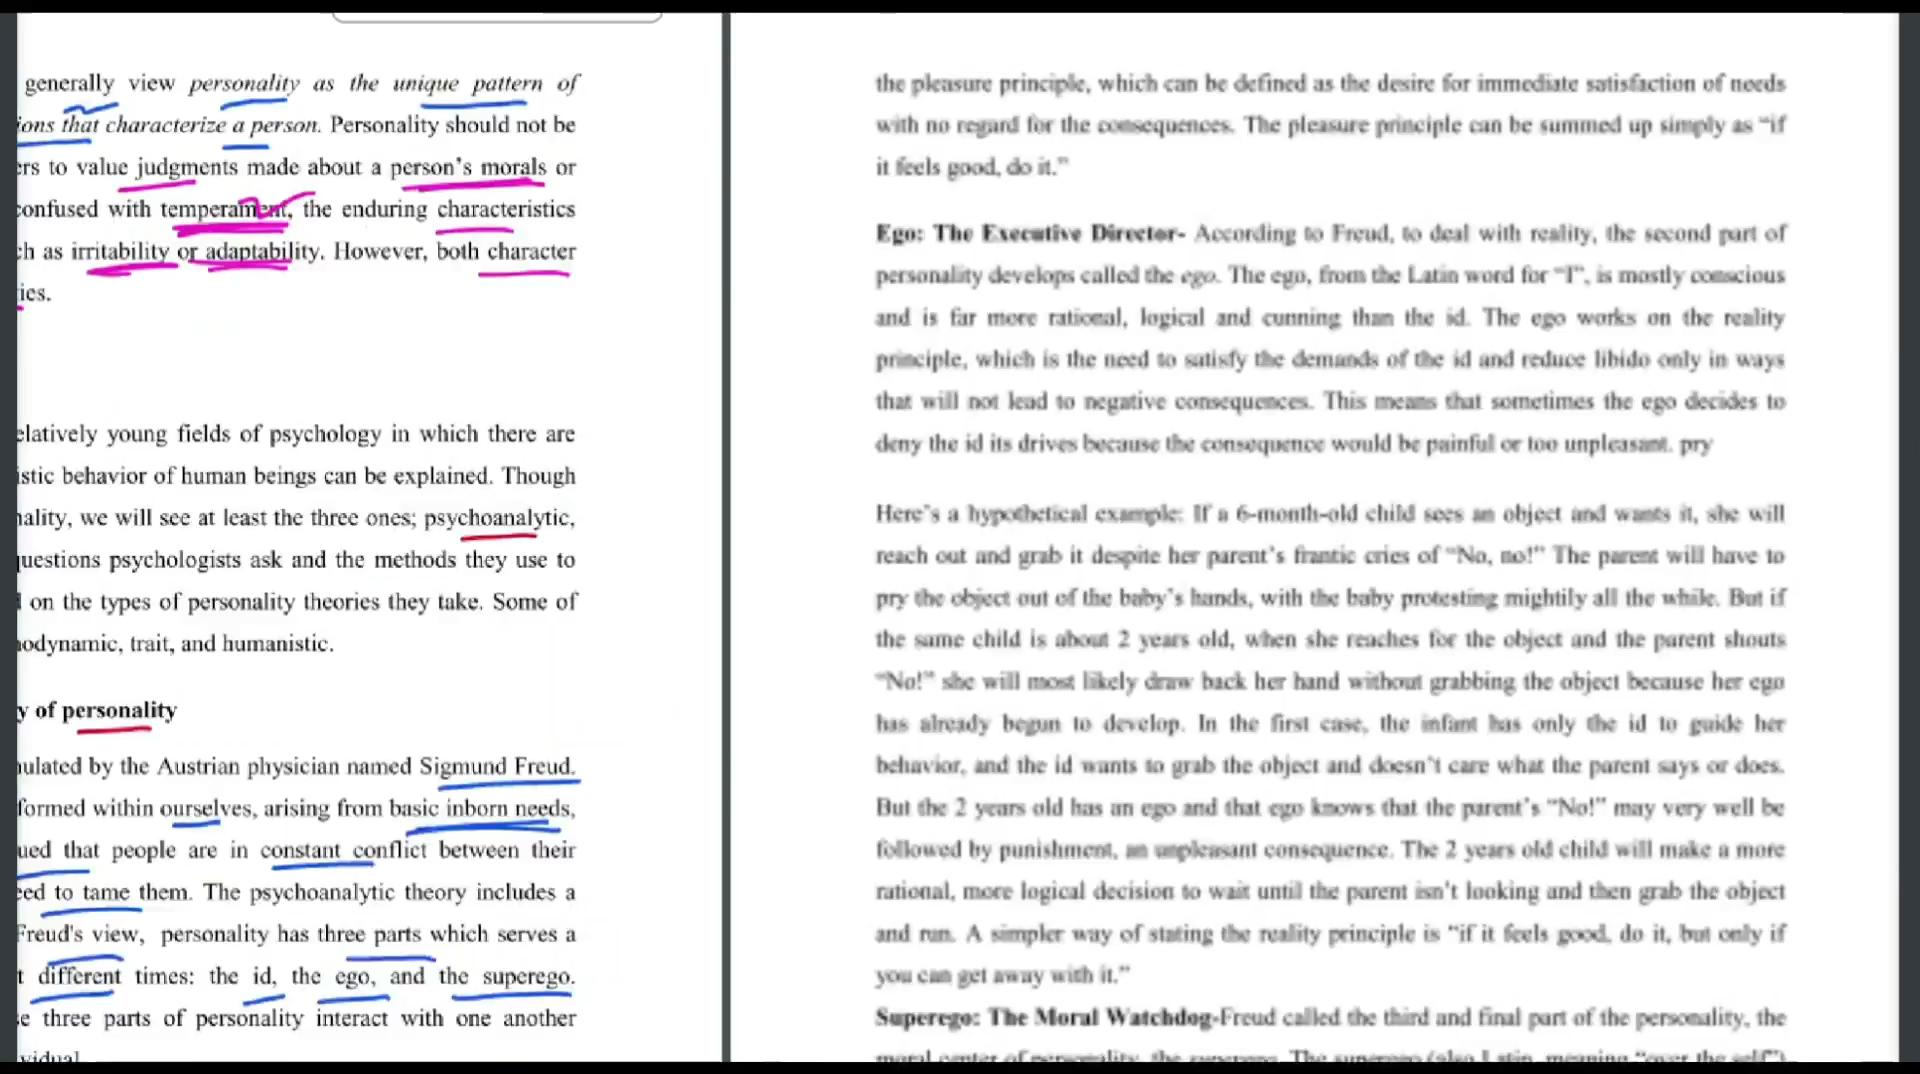 generally view personality as the unique pattern of
ions that characterize a person. Personality should not be
ers to value judgments made about a person's morals or
confused with temperament, the enduring characteristics
ch as irritability or adaptability. However, both character
ies.
elatively young fields of psychology in which there are
istic behavior of human beings can be explained. Though
nality, we will see at least the three ones; psychoanalytic,
questions psychologists ask and the methods they use to
on the types of personality theories they take. Some of
hodynamic, trait, and humanistic.
y of personality
mulated by the Austrian physician named Sigmund Freud.
formed within ourselves, arising from basic inborn needs,
ued that people are in constant conflict between their
eed to tame them. The psychoanalytic theory includes a
Freud's view, personality has three parts which serves a
t different times: the id, the ego, and the superego.
e three parts of personality interact with one another
vidual.
the pleasure principle, which can be defined as the desire for immediate satisfaction of needs
with no regard for the consequences. The pleasure principle can be summed up simply as “if
it feels good, do it.”
Ego: The Executive Director- According to Freud, to deal with reality, the second part of
personality develops called the ego. The ego, from the Latin word for “I”, is mostly conscious
and is far more rational, logical and cunning than the id. The ego works on the reality
principle, which is the need to satisfy the demands of the id and reduce libido only in ways
that will not lead to negative consequences. This means that sometimes the ego decides to
deny the id its drives because the consequence would be painful or too unpleasant. pry
Here’s a hypothetical example: If a 6-month-old child sees an object and wants it, she will
reach out and grab it despite her parent’s frantic cries of “No, no!” The parent will have to
pry the object out of the baby’s hands, with the baby protesting mightily all the while. But if
the same child is about 2 years old, when she reaches for the object and the parent shouts
“No!” she will most likely draw back her hand without grabbing the object because her ego
has already begun to develop. In the first case, the infant has only the id to guide her
behavior, and the id wants to grab the object and doesn’t care what the parent says or does.
But the 2 years old has an ego and that ego knows that the parent’s “No!” may very well be
followed by punishment, an unpleasant consequence. The 2 years old child will make a more
rational, more logical decision to wait until the parent isn’t looking and then grab the object
and run. A simpler way of stating the reality principle is “if it feels good, do it, but only if
you can get away with it.”
Superego: The Moral Watchdog-Freud called the third and final part of the personality, the
moral center of personality, the superego. The superego (also Latin, meaning “over the self”)